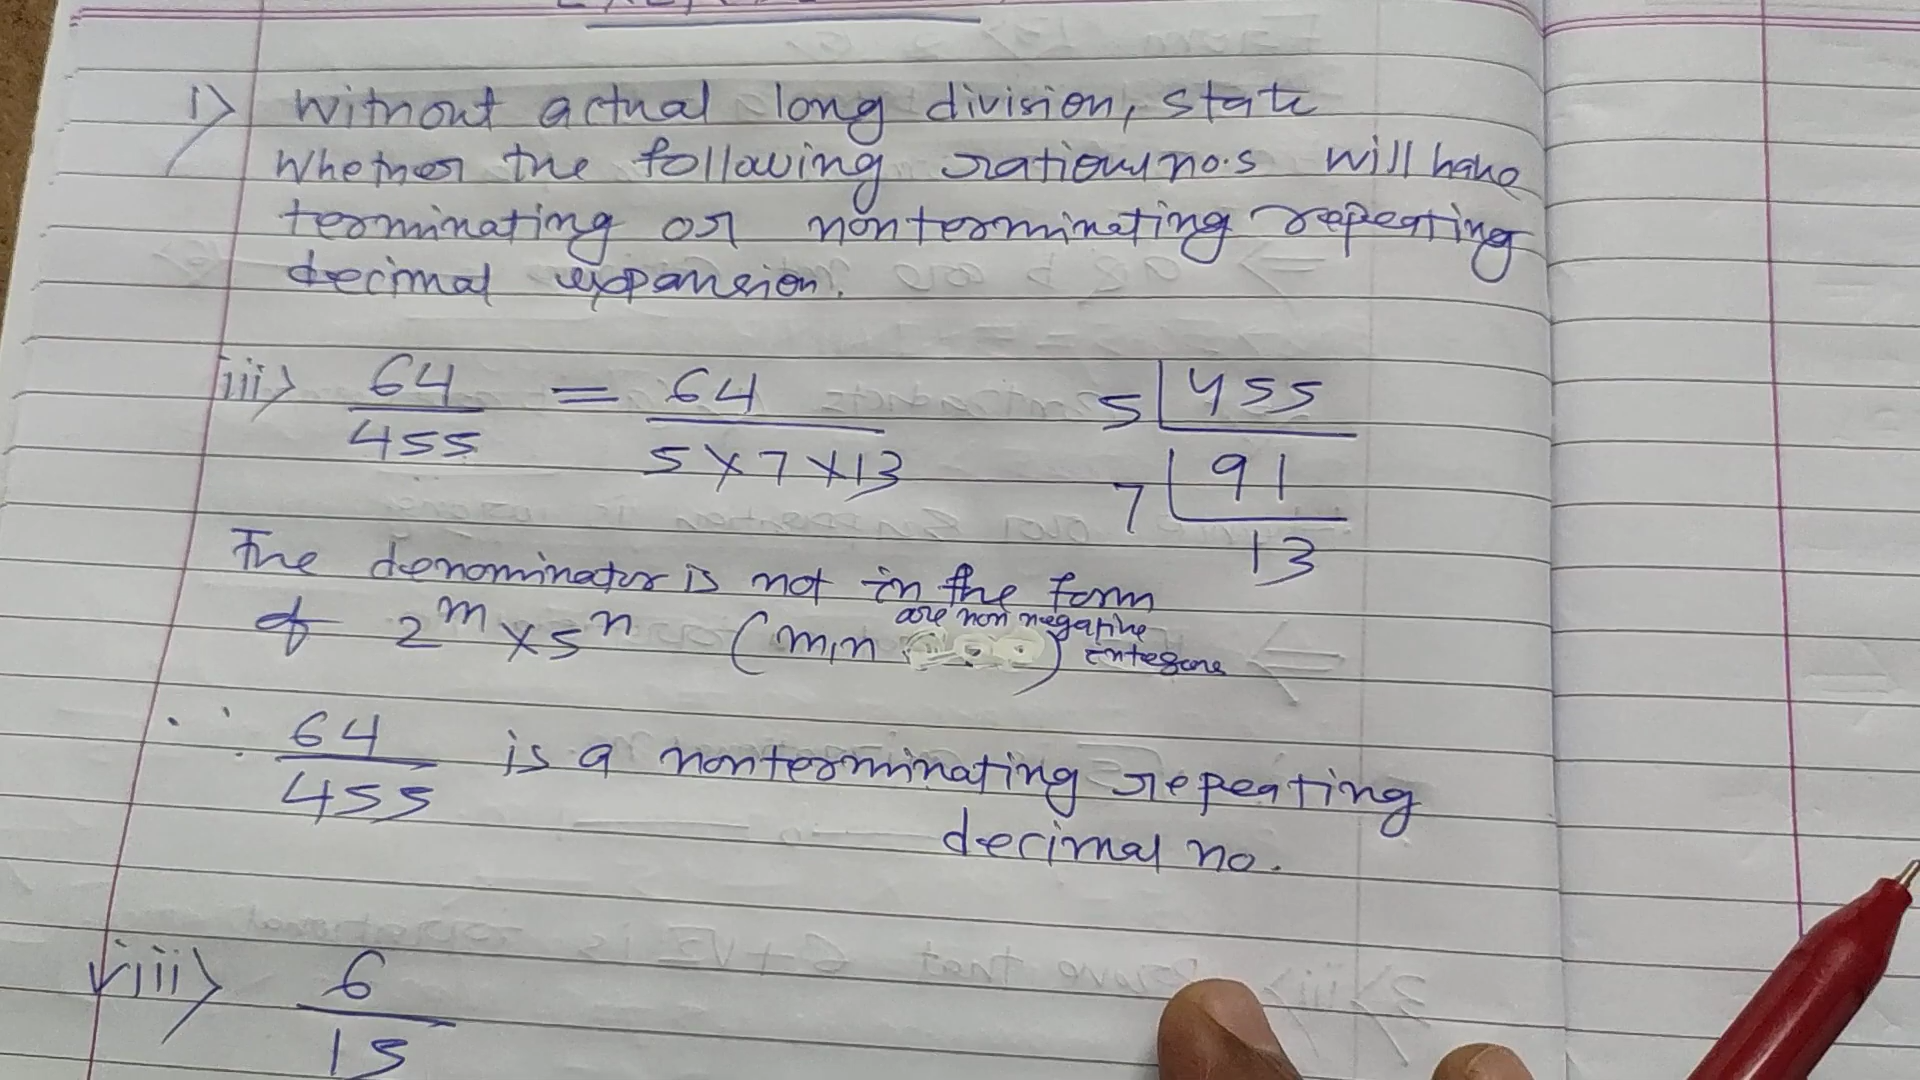 1) Without actual long division, state
Whether the following rational no.s will have
terminating or nonterminating repeating
decimal expansion.
iii) 64/455 = 64/5×7×13
5 | 455
7 | 91
13
The denominator is not in the form
of 2^m × 5^n (m,n are non negative integers)
∴ 64/455 is a nonterminating repeating
decimal no.
viii) 6/15